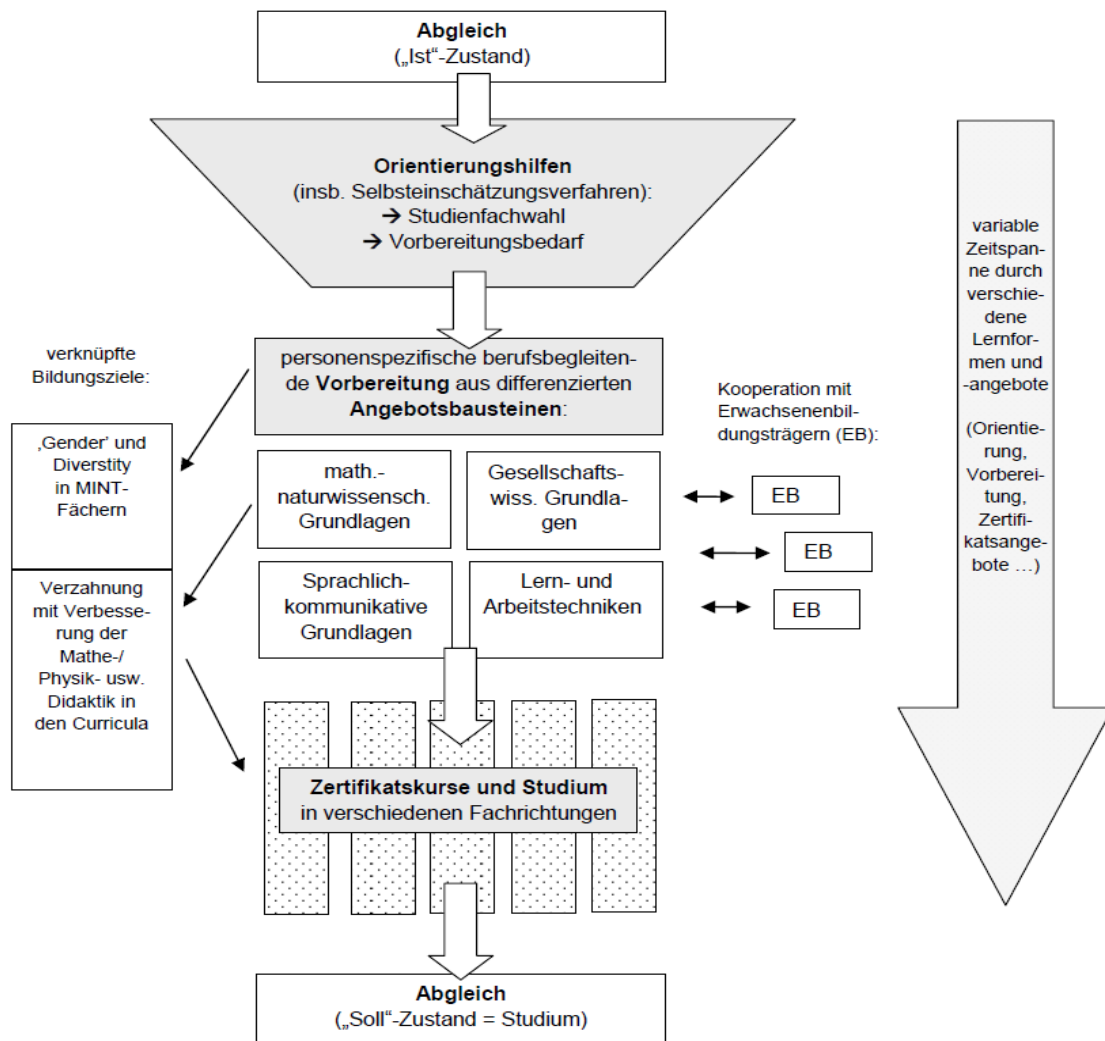 Abgleich
(„Ist“-Zustand)
Orientierungshilfen
(insb. Selbsteinschätzungsverfahren):
→ Studienfachwahl
→ Vorbereitungsbedarf
verknüpfte
Bildungsziele:
personenspezifische berufsbegleiten-
de Vorbereitung aus differenzierten
Angebotsbausteinen:
Kooperation mit
Erwachsenenbil-
dungsträgern (EB):
‚Gender’ und
Diverstity
in MINT-
Fächern
math.-
naturwissensch.
Grundlagen
Gesellschafts-
wiss. Grundla-
gen
EB
EB
EB
Verzahnung
mit Verbesse-
rung der
Mathe-/
Physik- usw.
Didaktik in
den Curricula
Sprachlich-
kommunikative
Grundlagen
Lern- und
Arbeitstechniken
Zertifikatskurse und Studium
in verschiedenen Fachrichtungen
Abgleich
(„Soll“-Zustand = Studium)
variable
Zeitspan-
ne durch
verschie-
dene
Lernfor-
men und
-angebote
(Orientie-
rung,
Vorberei-
tung,
Zertifi-
katsange-
bote …)